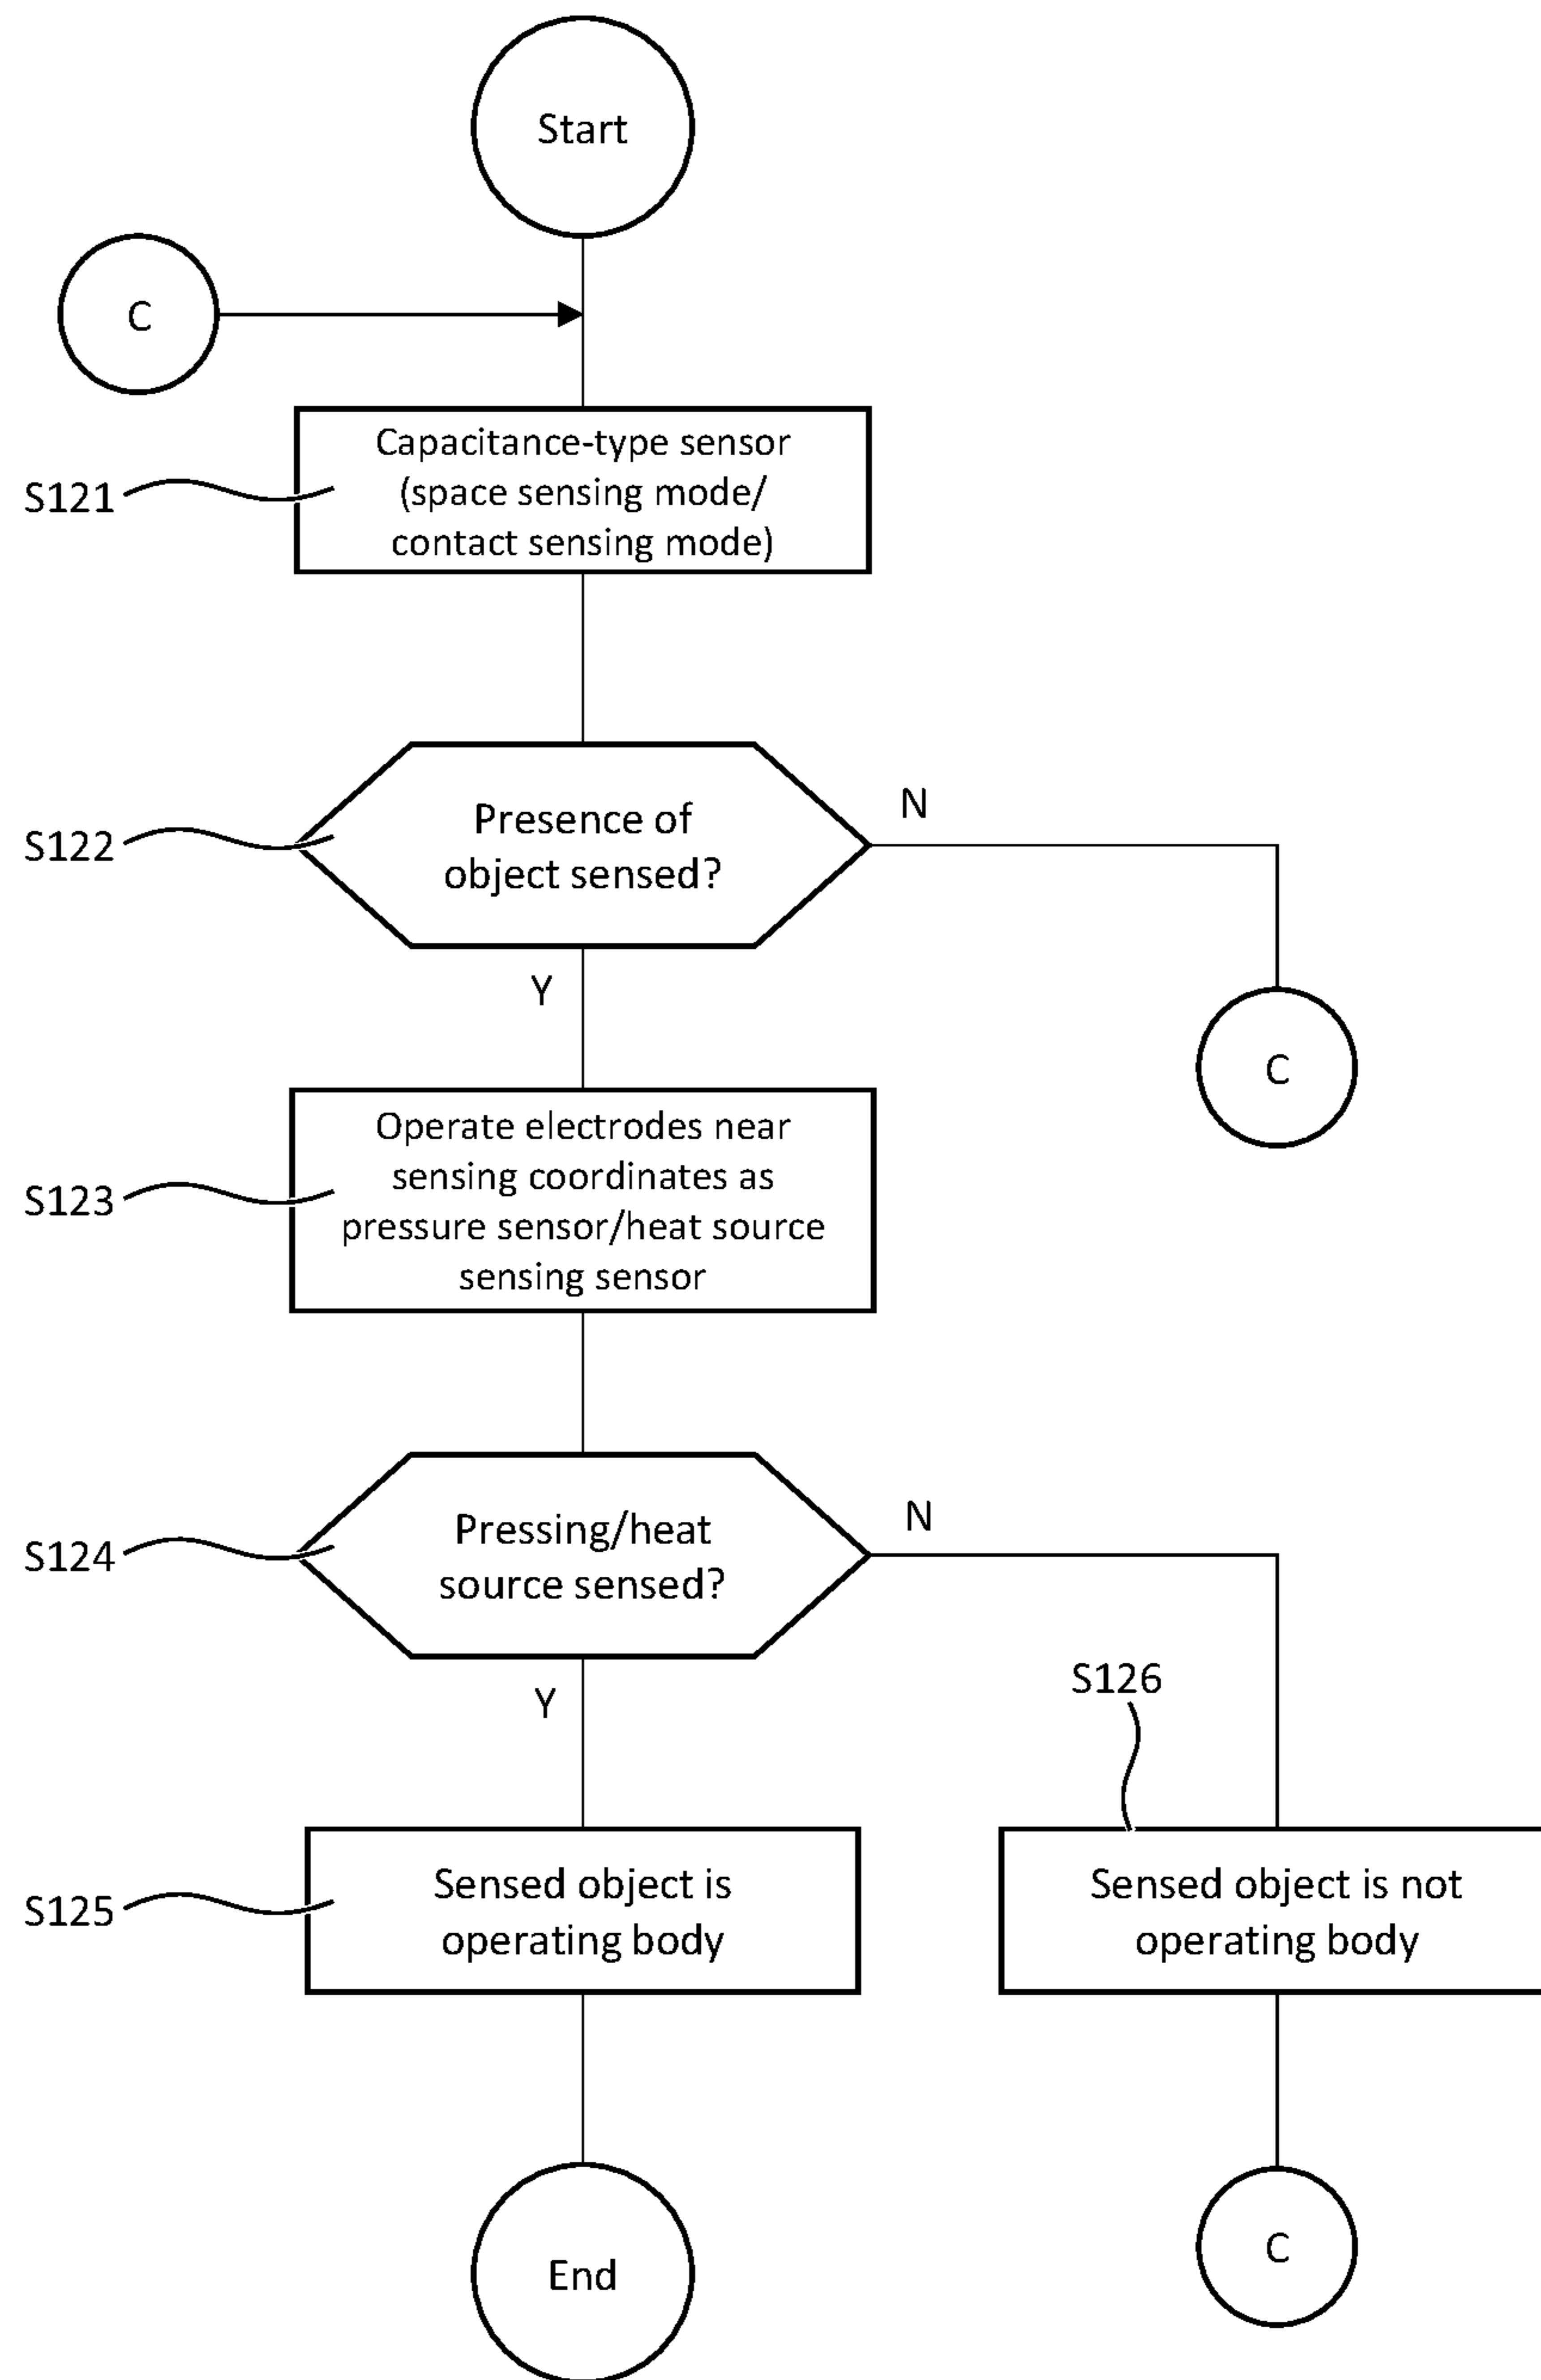 Start
C
S121
Capacitance-type sensor
(space sensing mode/
contact sensing mode)
S122
Presence of
object sensed?
N
Y
C
S123
Operate electrodes near
sensing coordinates as
pressure sensor/heat source
sensing sensor
S124
Pressing/heat
source sensed?
N
Y
S126
S125
Sensed object is
operating body
Sensed object is not
operating body
End
C